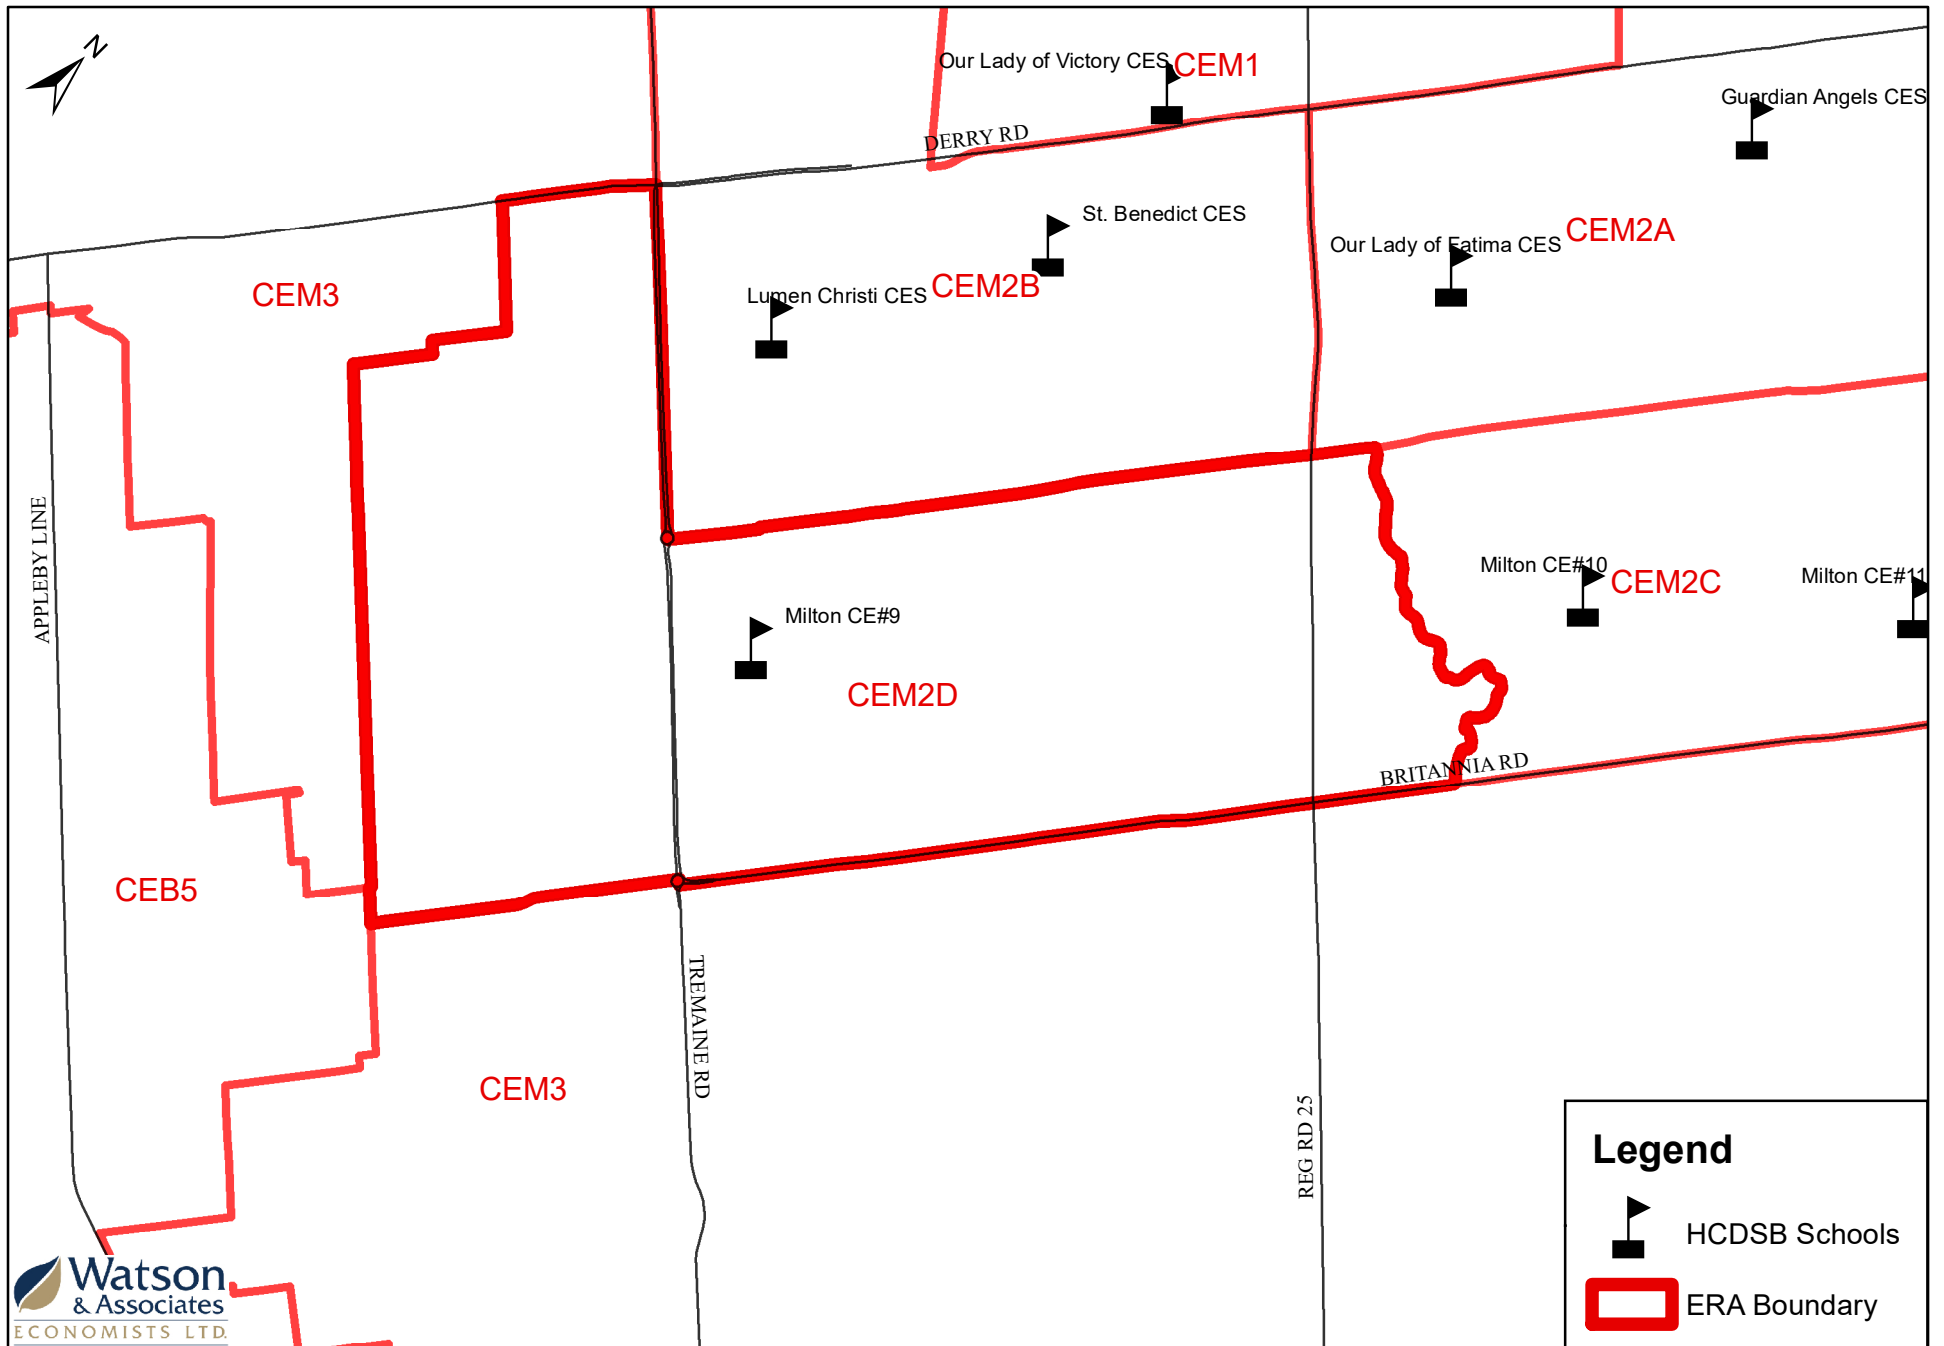 N
Our Lady of Victory CES
CEM1
Guardian Angels CES
DERRY RD
St. Benedict CES
CEM2A
Our Lady of Fatima CES
CEM3
Lumen Christi CES
CEM2B
APPLEBY LINE
Milton CE#10
CEM2C
Milton CE#11
Milton CE#9
CEM2D
BRITANNIA RD
CEB5
TREMAINE RD
CEM3
REG RD 25
Legend
HCDSB Schools
ERA Boundary
Watson
& Associates
ECONOMISTS LTD.